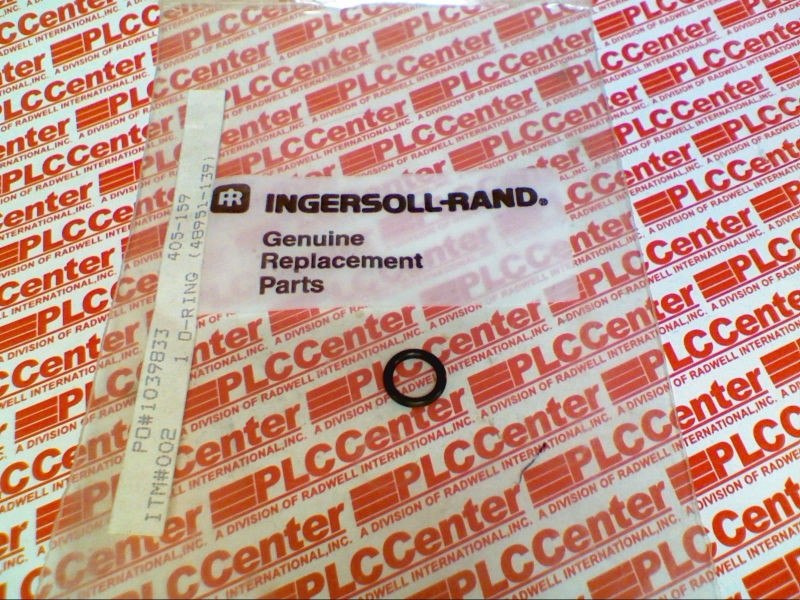 IR INGERSOLL-RAND®
Genuine
Replacement
Parts
405-159
1 O-RING (48951-139)
PO#1039833
ITM#002
PLCCenter
A DIVISION OF RADWELL INTERNATIONAL, INC.